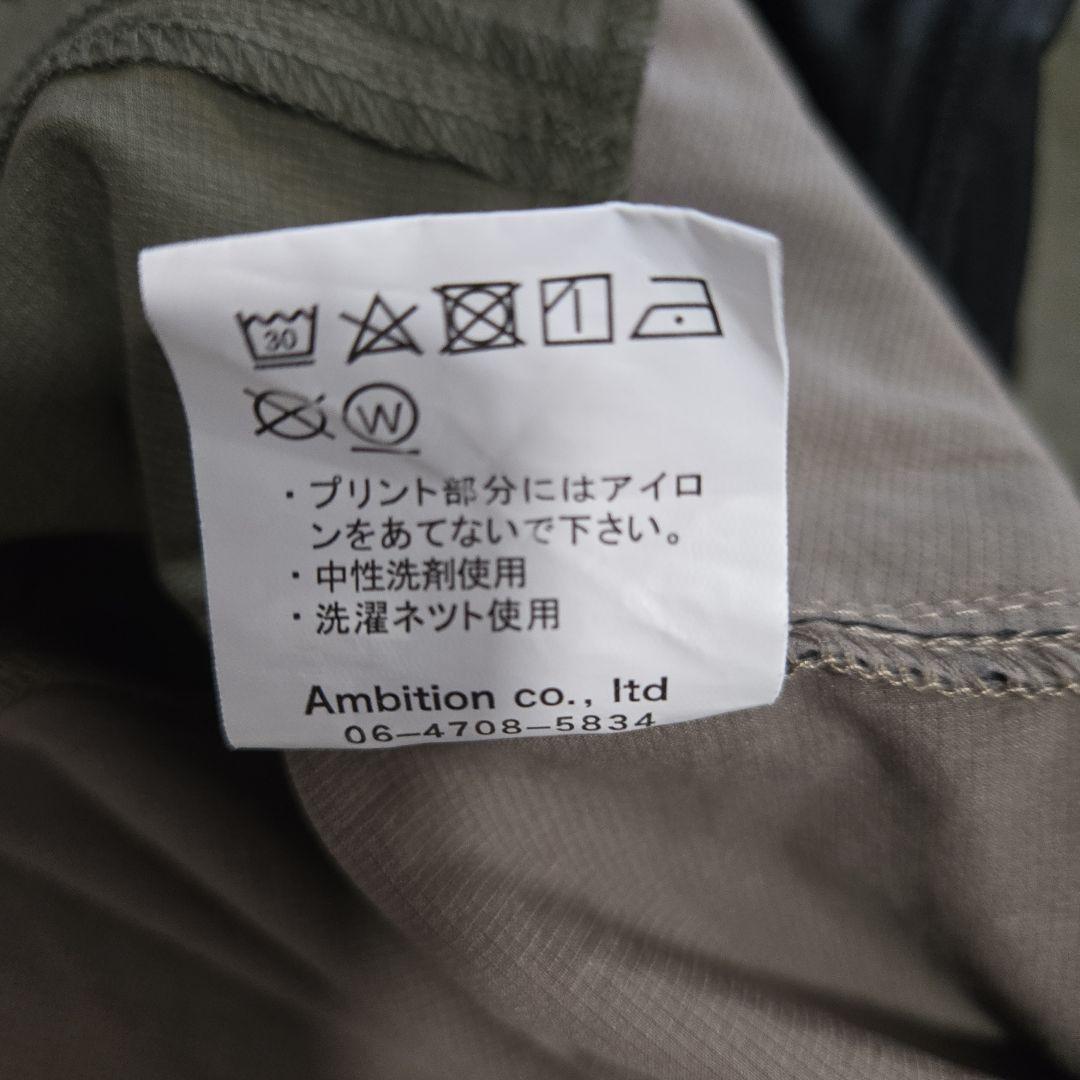 30
W
・プリント部分にはアイロ
ンをあてないで下さい。
・中性洗剤使用
・洗濯ネット使用
Ambition co., ltd
06-4708-5834